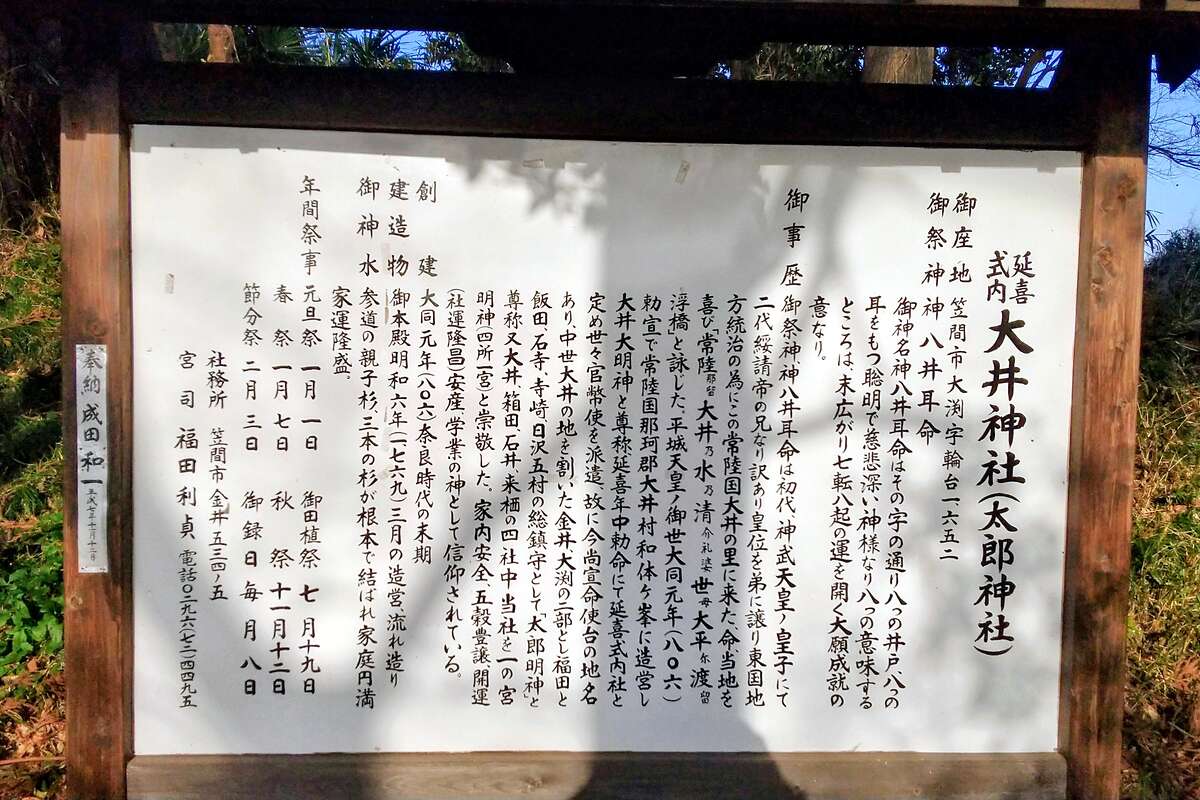 延喜式内 大井神社(太郎神社)
御座地 笠間市大渕字輪台一、六五二
御祭神 神八井耳命
御神名神八井耳命はその字の通り八つの井戸、八つの
耳をもつ聡明で慈悲深い神様なり八つの意味する
ところは、末広がり七転八起の運を開く大願成就の
意なり。
御事歴 御祭神神八井耳命は初代、神武天皇ノ皇子にて
二代綏請帝の兄なり訳あり皇位を弟に譲り東国地
方統治の為にこの常陸国大井の里に来た、命、当地を
喜び「常陸那留大井乃水乃清介礼婆世毎大平尓渡留
浮橋と詠じた、平城天皇ノ御世大同元年(八〇六)
勅宣で常陸国那珂郡大井村和体ヶ峯に造営し
大井大明神と尊称延喜年中勅命にて延喜式内社と
定め世々官幣使を派遣、故に今尚宣命使台の地名
あり、中世大井の地を割いた金井、大渕の二部とし福田と
飯田、石寺、寺崎、日沢五村の総鎮守として太郎明神」と
尊称又大井、箱田、石井、来栖の四社中当社を一の宮
明神(四所一宮)と崇敬した。家内安全、五穀豊譲、開運
(社運隆昌)安産学業の神として信仰されている。
創建 大同元年(八〇六)奈良時代の末期
建造物 御本殿明和六年(一七六九)三月の造営、流れ造り
御神水 参道の親子杉、三本の杉が根本で結ばれ家庭円満
家運隆盛。
年間祭事 元旦祭 一月一日 御田植祭 七月十九日
春祭 一月七日 秋祭 十一月十二日
節分祭 二月三日 御録日 毎月八日
社務所 笠間市金井五三四ノ五
宮司 福田利貞 電話〇二九六(七二)四四九五
奉納 成田和一